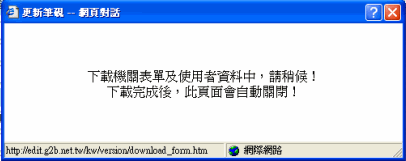 更新筆硯 -- 網頁對話
下載機關表單及使用者資料中，請稍候！
下載完成後，此頁面會自動關閉！
http://edit.g2b.net.tw/kw/version/download_form.htm
網際網路